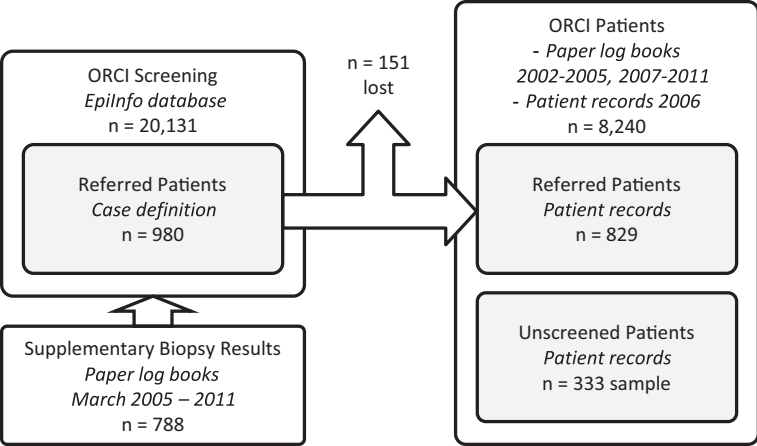 ORCI Screening
EpiInfo database
n = 20,131
Referred Patients
Case definition
n = 980
Supplementary Biopsy Results
Paper log books
March 2005 – 2011
n = 788
n = 151
lost
ORCI Patients
- Paper log books
2002-2005, 2007-2011
- Patient records 2006
n = 8,240
Referred Patients
Patient records
n = 829
Unscreened Patients
Patient records
n = 333 sample